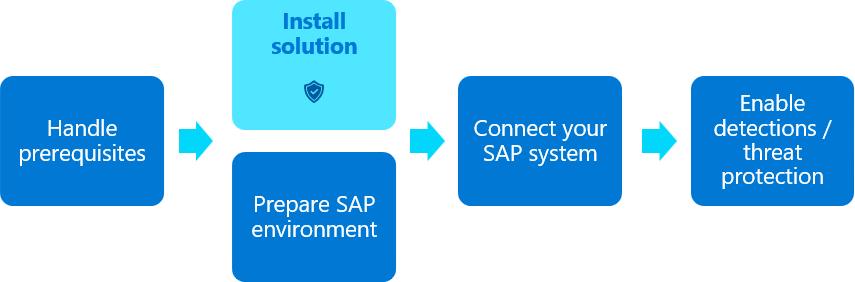 Handle
prerequisites
Install
solution
Prepare SAP
environment
Connect your
SAP system
Enable
detections /
threat
protection